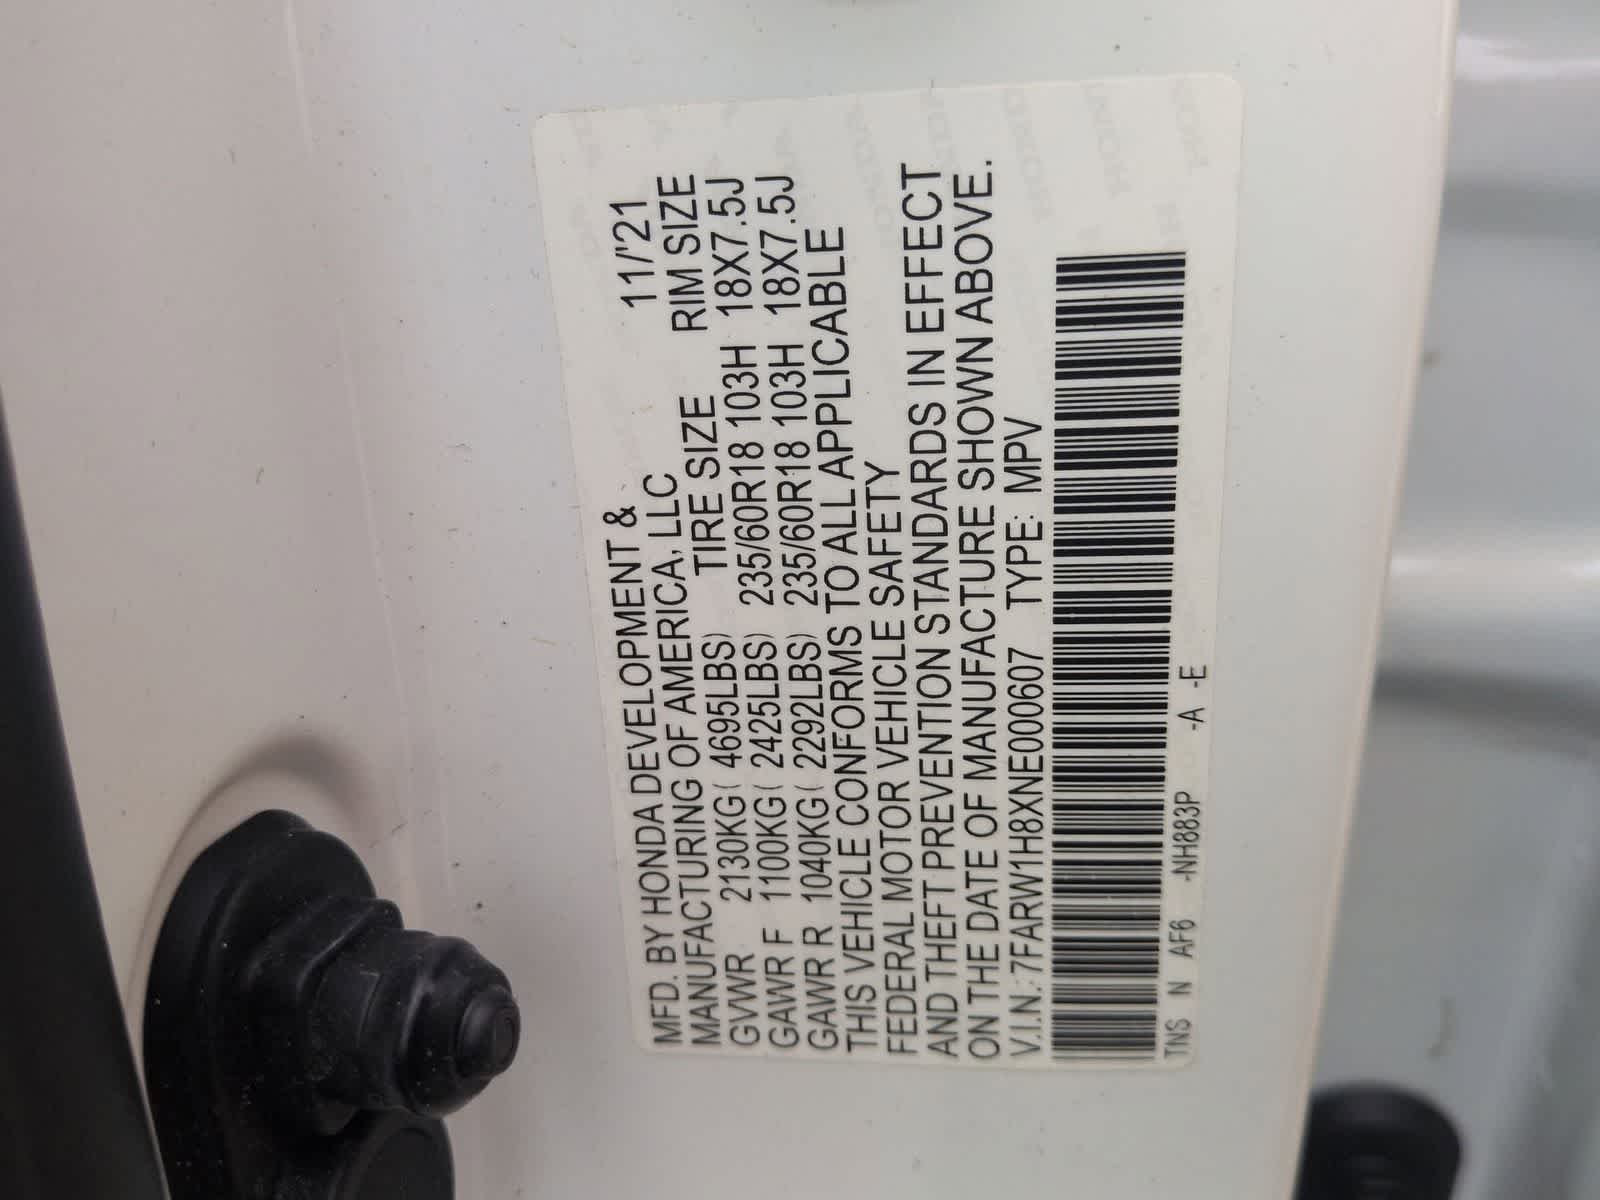 MFD. BY HONDA DEVELOPMENT & 11/'21
MANUFACTURING OF AMERICA, LLC
TIRE SIZE RIM SIZE
GVWR 2130KG( 4695LBS)
GAWR F 1100KG( 2425LBS) 235/60R18 103H 18X7.5J
GAWR R 1040KG( 2292LBS) 235/60R18 103H 18X7.5J
THIS VEHICLE CONFORMS TO ALL APPLICABLE
FEDERAL MOTOR VEHICLE SAFETY
AND THEFT PREVENTION STANDARDS IN EFFECT
ON THE DATE OF MANUFACTURE SHOWN ABOVE.
V.I.N.: 7FARW1H8XNE000607 TYPE: MPV
TNS N AF6 -NH883P -A -E